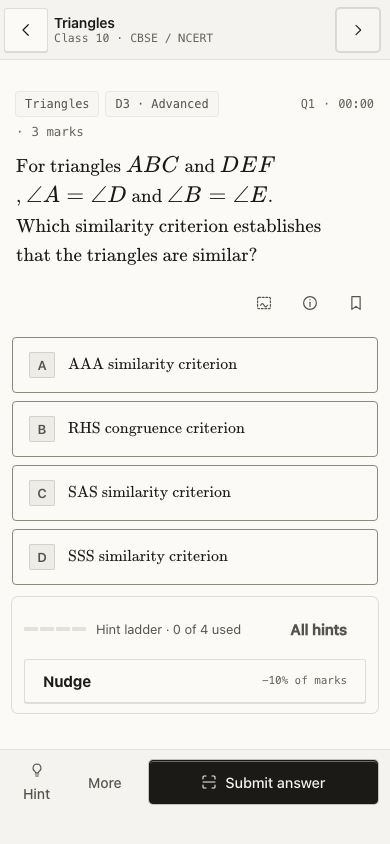 Triangles
Class 10 · CBSE / NCERT
Triangles
D3 · Advanced
Q1 · 00:00
· 3 marks
For triangles ABC and DEF
, ∠A = ∠D and ∠B = ∠E.
Which similarity criterion establishes
that the triangles are similar?
A AAA similarity criterion
B RHS congruence criterion
C SAS similarity criterion
D SSS similarity criterion
Hint ladder · 0 of 4 used
All hints
Nudge
−10% of marks
Hint
More
Submit answer